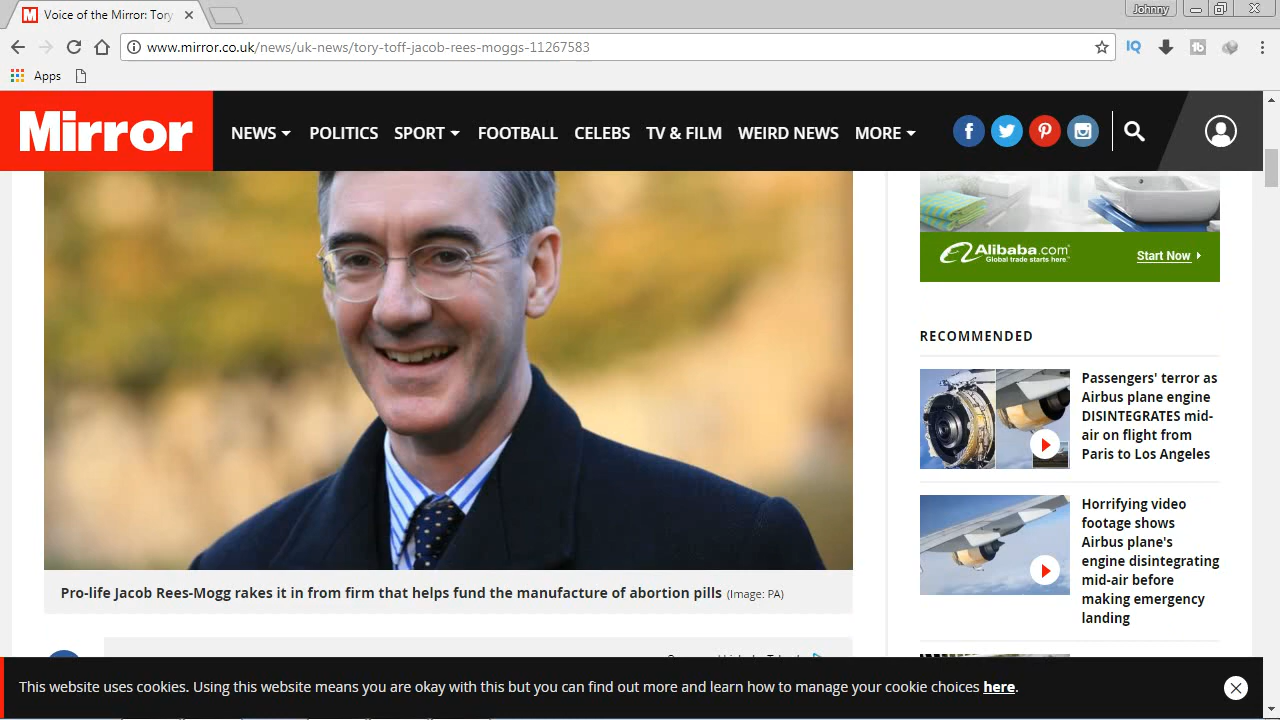 Voice of the Mirror: Tory
Johnny
www.mirror.co.uk/news/uk-news/tory-toff-jacob-rees-moggs-11267583
IQ
Apps
Mirror
NEWS
POLITICS
SPORT
FOOTBALL
CELEBS
TV & FILM
WEIRD NEWS
MORE
Alibaba.com
Global trade starts here.
Start Now
RECOMMENDED
Passengers' terror as
Airbus plane engine
DISINTEGRATES mid-
air on flight from
Paris to Los Angeles
Horrifying video
footage shows
Airbus plane's
engine disintegrating
mid-air before
making emergency
landing
Pro-life Jacob Rees-Mogg rakes it in from firm that helps fund the manufacture of abortion pills (Image: PA)
This website uses cookies. Using this website means you are okay with this but you can find out more and learn how to manage your cookie choices here.